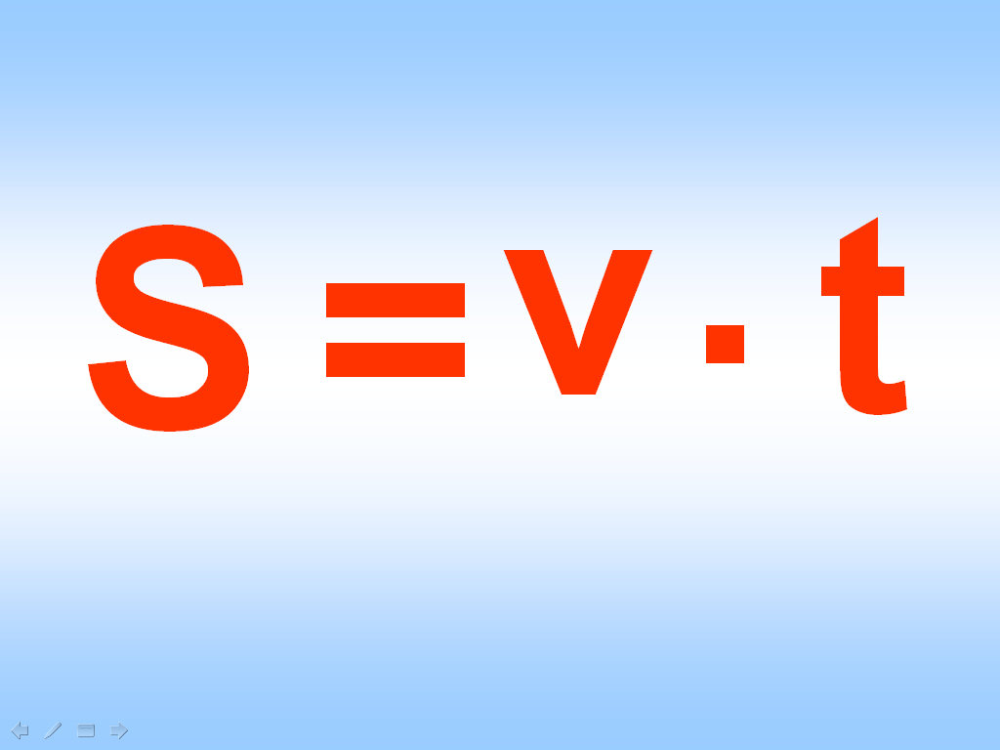 S = v · t